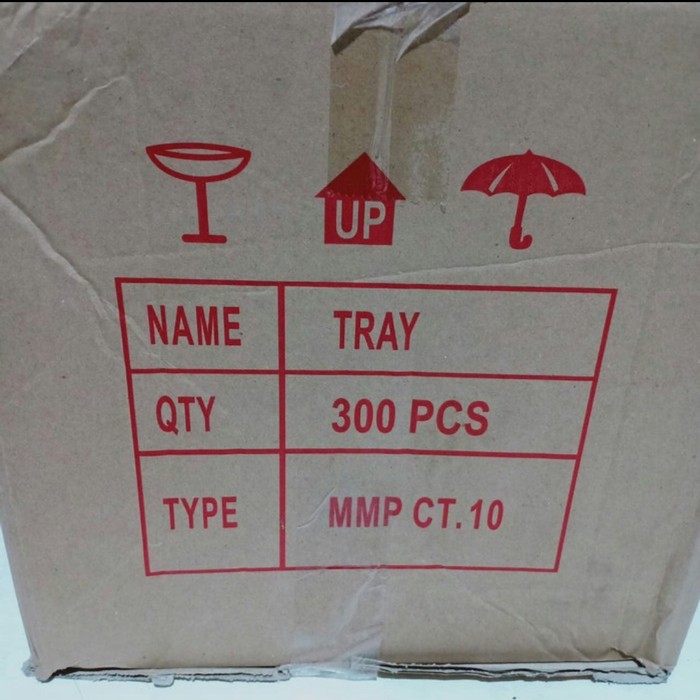 UP
NAME TRAY
QTY 300 PCS
TYPE MMP CT.10